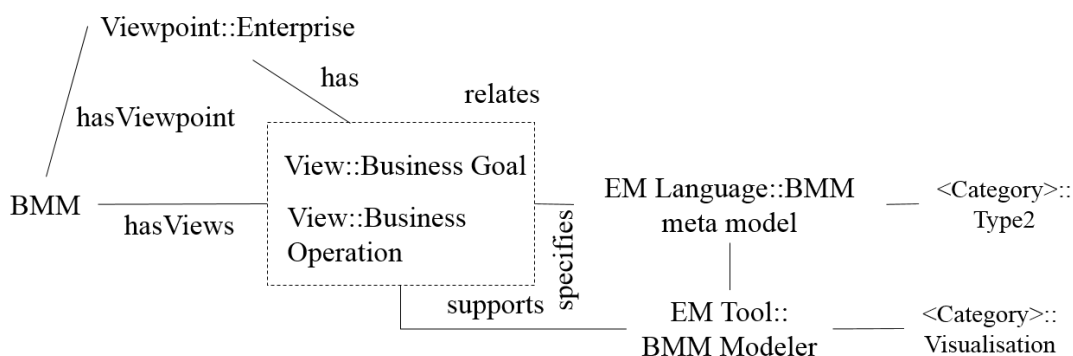 Viewpoint::Enterprise
has
relates
hasViewpoint
View::Business Goal
BMM
hasViews
View::Business
Operation
EM Language::BMM
meta model
<Category>::
Type2
specifies
supports
EM Tool::
BMM Modeler
<Category>::
Visualisation